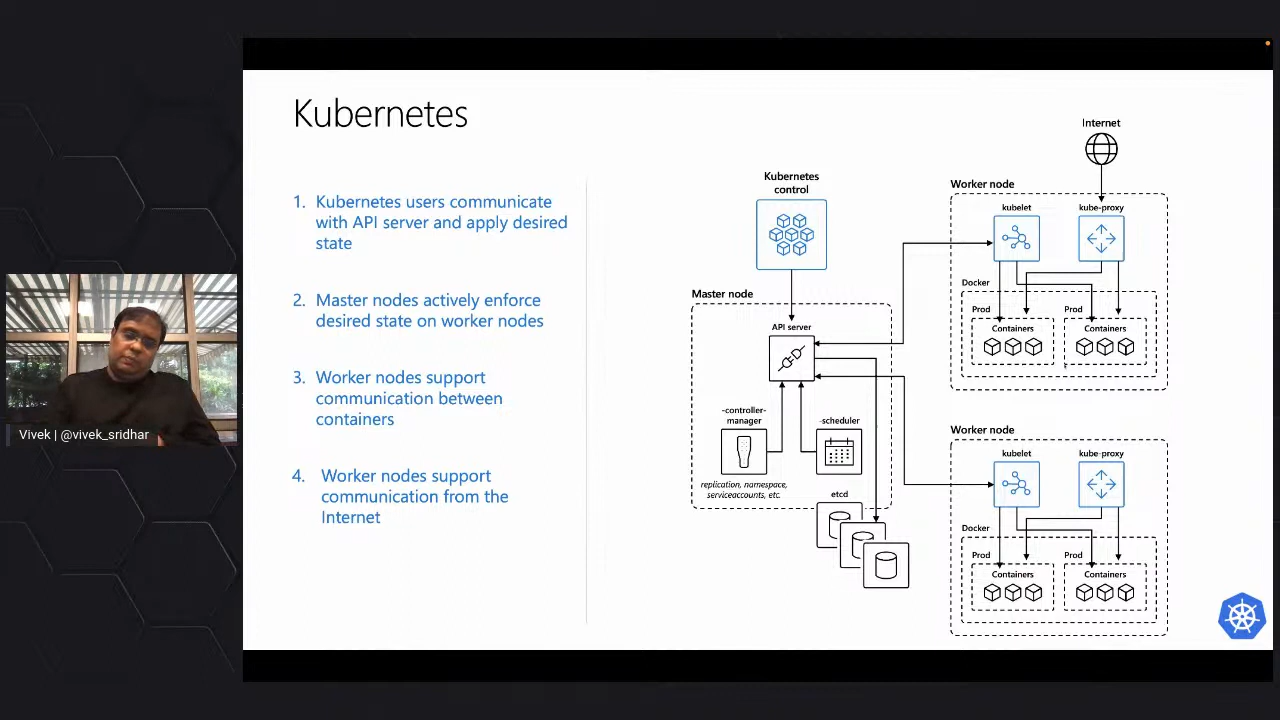 Kubernetes
1. Kubernetes users communicate
with API server and apply desired
state
2. Master nodes actively enforce
desired state on worker nodes
3. Worker nodes support
communication between
containers
4. Worker nodes support
communication from the
Internet
Kubernetes
control
Master node
API server
-controller-
manager
-scheduler
replication, namespace,
serviceaccounts, etc.
etcd
Internet
Worker node
kubelet
kube-proxy
Docker
Prod
Prod
Containers
Containers
Worker node
kubelet
kube-proxy
Docker
Prod
Prod
Containers
Containers
Vivek | @vivek_sridhar